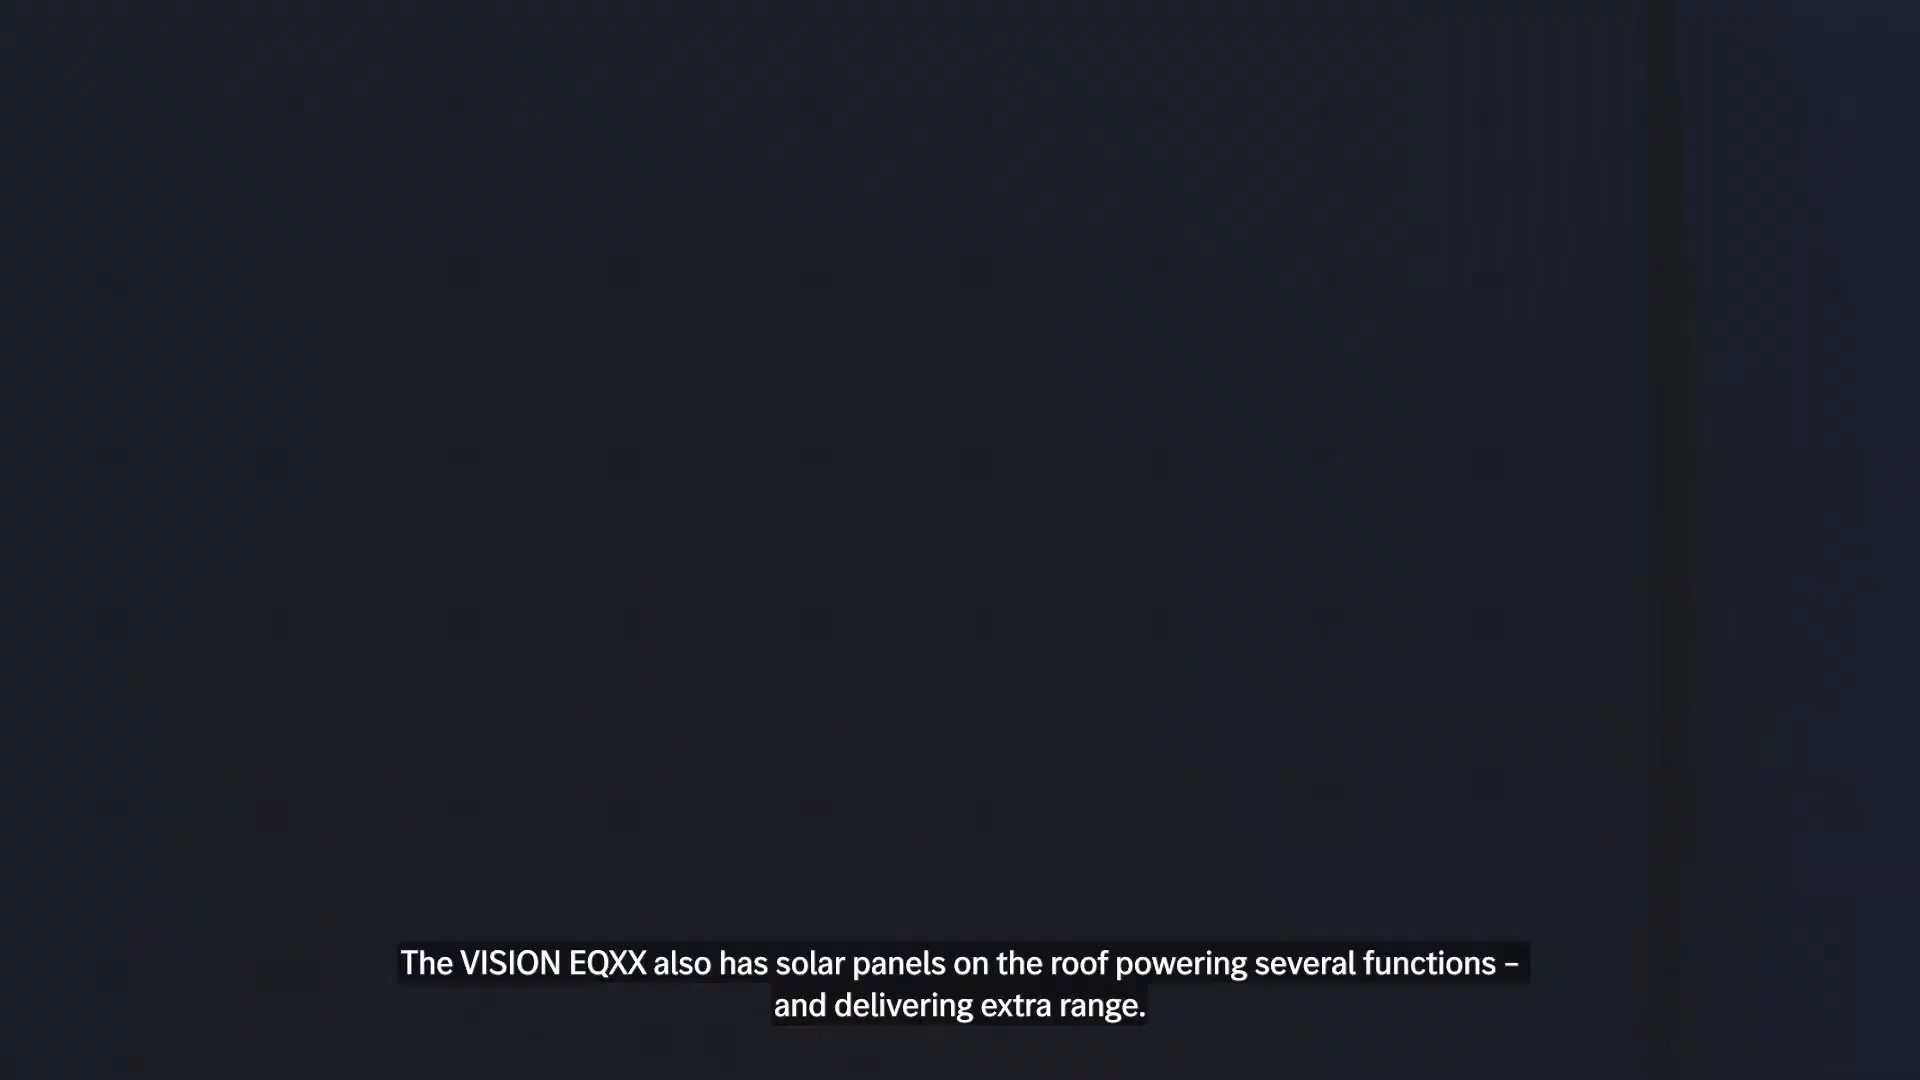 The VISION EQXX also has solar panels on the roof powering several functions –
and delivering extra range.